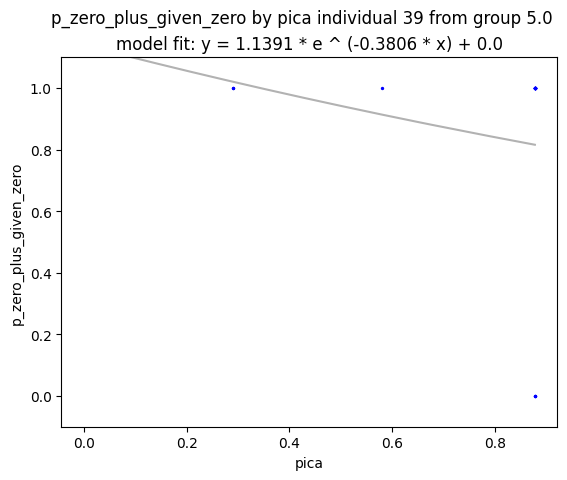 p_zero_plus_given_zero by pica individual 39 from group 5.0
model fit: y = 1.1391 * e ^ (-0.3806 * x) + 0.0
1.0
0.8
0.6
0.4
0.2
0.0
p_zero_plus_given_zero
0.0 0.2 0.4 0.6 0.8
pica